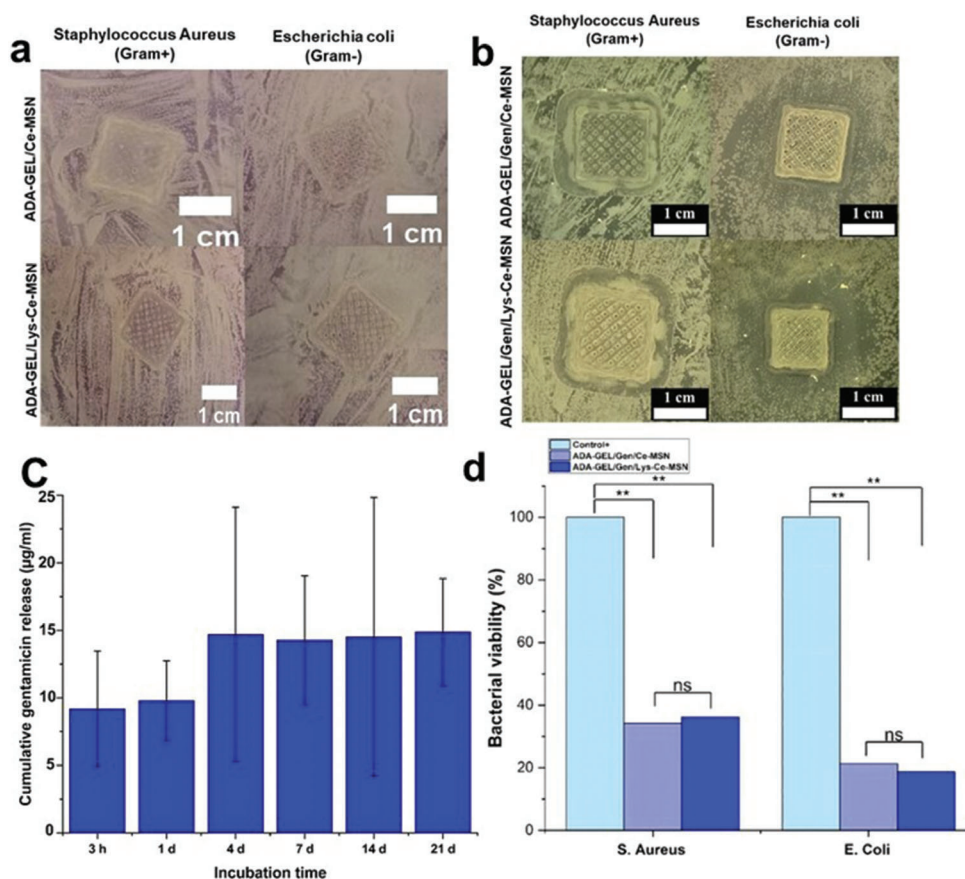 a
Staphylococcus Aureus
(Gram+)
Escherichia coli
(Gram-)
ADA-GEL/Ce-MSN
1 cm
1 cm
ADA-GEL/Lys-Ce-MSN
1 cm
1 cm
b
Staphylococcus Aureus
(Gram+)
Escherichia coli
(Gram-)
ADA-GEL/Gen/Ce-MSN
1 cm
1 cm
ADA-GEL/Gen/Lys-Ce-MSN
1 cm
1 cm
C
Cumulative gentamicin release (µg/ml)
25
20
15
10
5
0
3 h
1 d
4 d
7 d
14 d
21 d
Incubation time
d
Control+
ADA-GEL/Gen/Ce-MSN
ADA-GEL/Gen/Lys-Ce-MSN
Bacterial viability (%)
100
80
60
40
20
0
**
**
ns
**
**
ns
S. Aureus
E. Coli